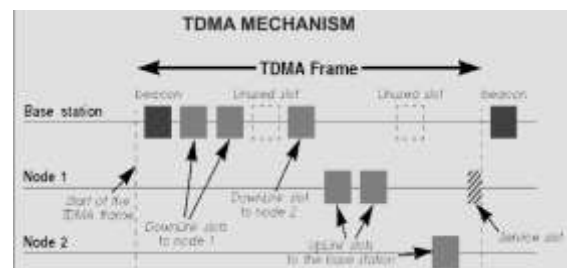 TDMA MECHANISM
TDMA Frame
beacon
Unused slot
Unused slot
beacon
Base station
Node 1
Start of the
TDMA frame
DownLink slots
to node 1
DownLink slot
to node 2
UpLink slots
to the base station
Service slot
Node 2